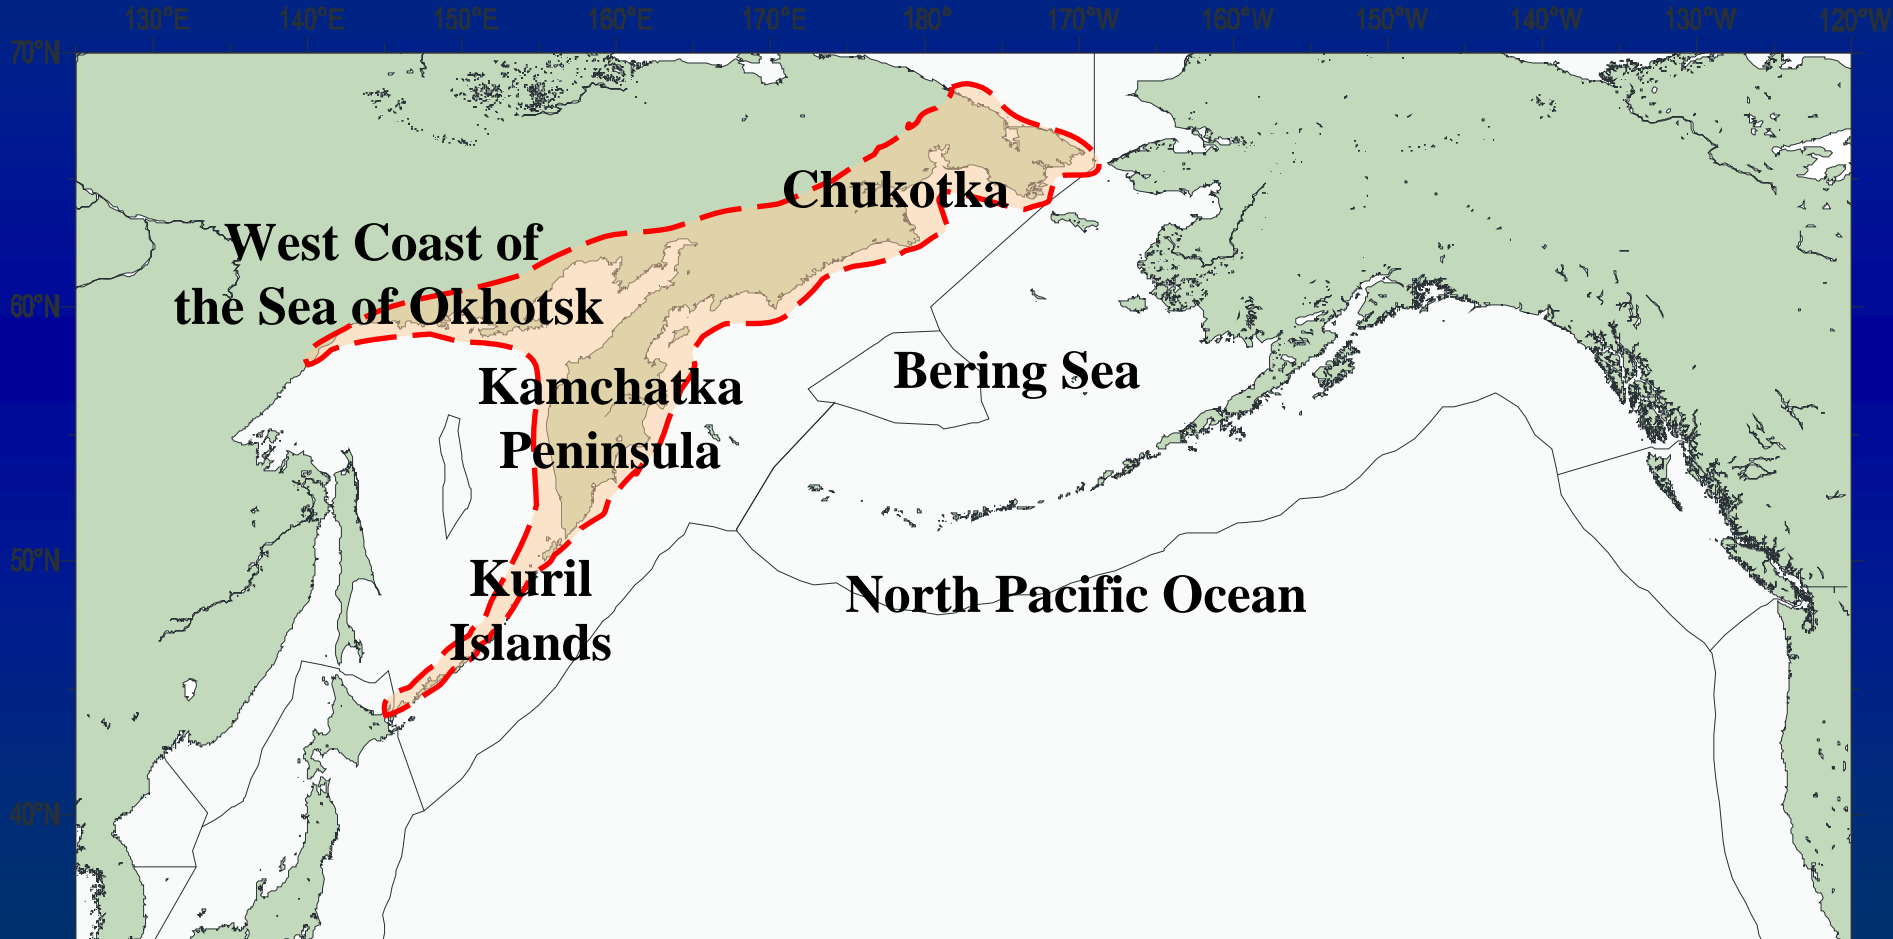 130°E 140°E 150°E 160°E 170°E 180° 170°W 160°W 150°W 140°W 130°W 120°W
70°N
Chukotka
West Coast of
the Sea of Okhotsk
60°N
Bering Sea
Kamchatka
Peninsula
50°N
Kuril
Islands
North Pacific Ocean
40°N